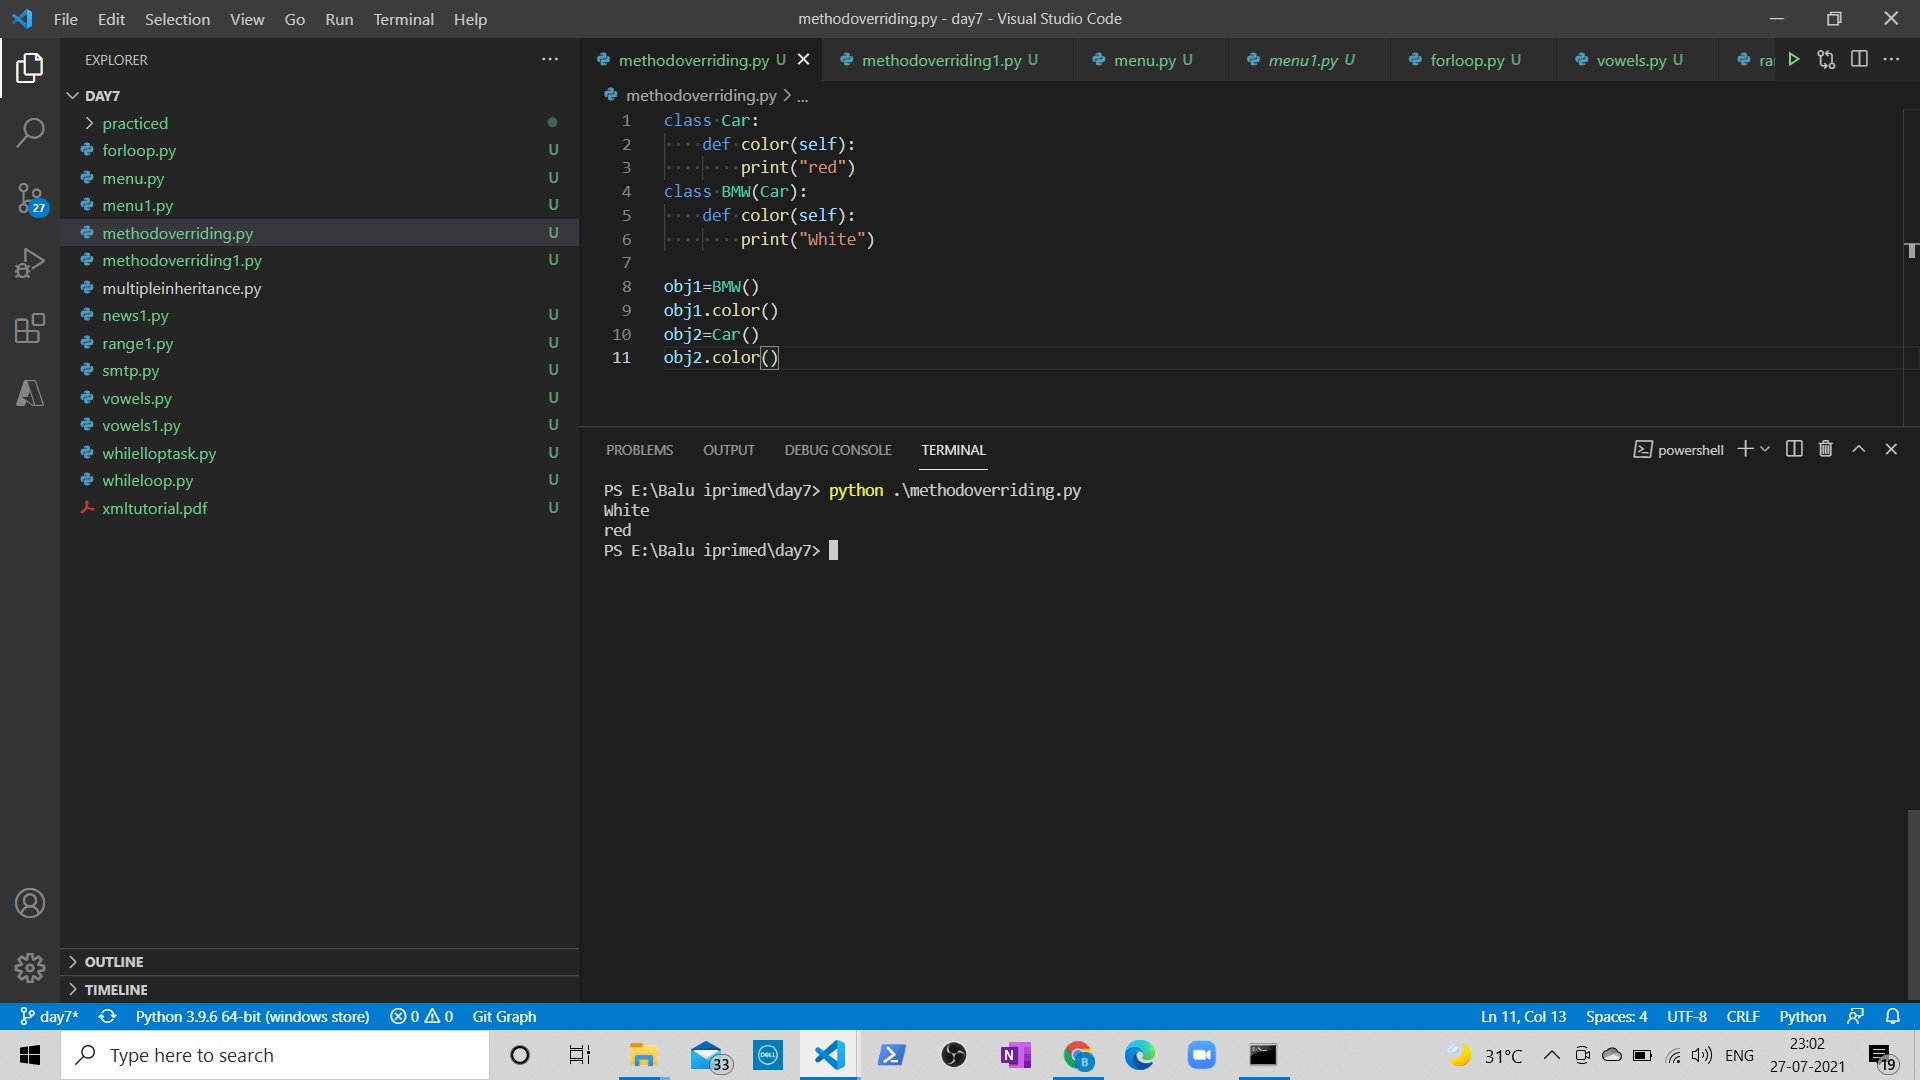 File Edit Selection View Go Run Terminal Help
methodoverriding.py - day7 - Visual Studio Code
EXPLORER
methodoverriding.py U
methodoverriding1.py U
menu.py U
menu1.py U
forloop.py U
vowels.py U
DAY7
practiced
forloop.py U
menu.py U
menu1.py U
methodoverriding.py U
methodoverriding1.py U
multipleinheritance.py
news1.py U
range1.py U
smtp.py U
vowels.py U
vowels1.py U
whilelloptask.py U
whileloop.py U
xmltutorial.pdf U
27
OUTLINE
TIMELINE
methodoverriding.py > ...
1 class Car:
2 def color(self):
3 print("red")
4 class BMW(Car):
5 def color(self):
6 print("White")
7
8 obj1=BMW()
9 obj1.color()
10 obj2=Car()
11 obj2.color()
PROBLEMS OUTPUT DEBUG CONSOLE TERMINAL
powershell
PS E:\Balu iprimed\day7> python .\methodoverriding.py
White
red
PS E:\Balu iprimed\day7>
day7* Python 3.9.6 64-bit (windows store) 0 0 Git Graph
Ln 11, Col 13 Spaces: 4 UTF-8 CRLF Python
Type here to search
33
DELL
N
B
31°C
ENG
23:02
27-07-2021
19